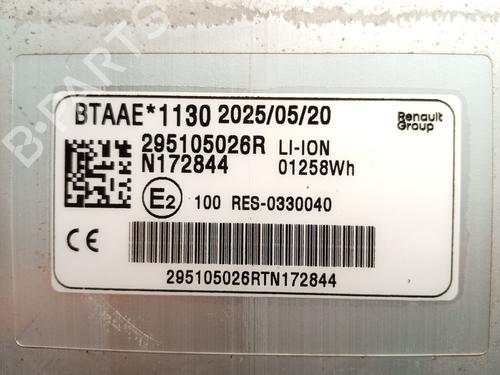 BTAAE*1130 2025/05/20
Renault
Group
295105026R LI-ION
N172844 01258Wh
E2 100 RES-0330040
CE
295105026RTN172844
B-PARTS